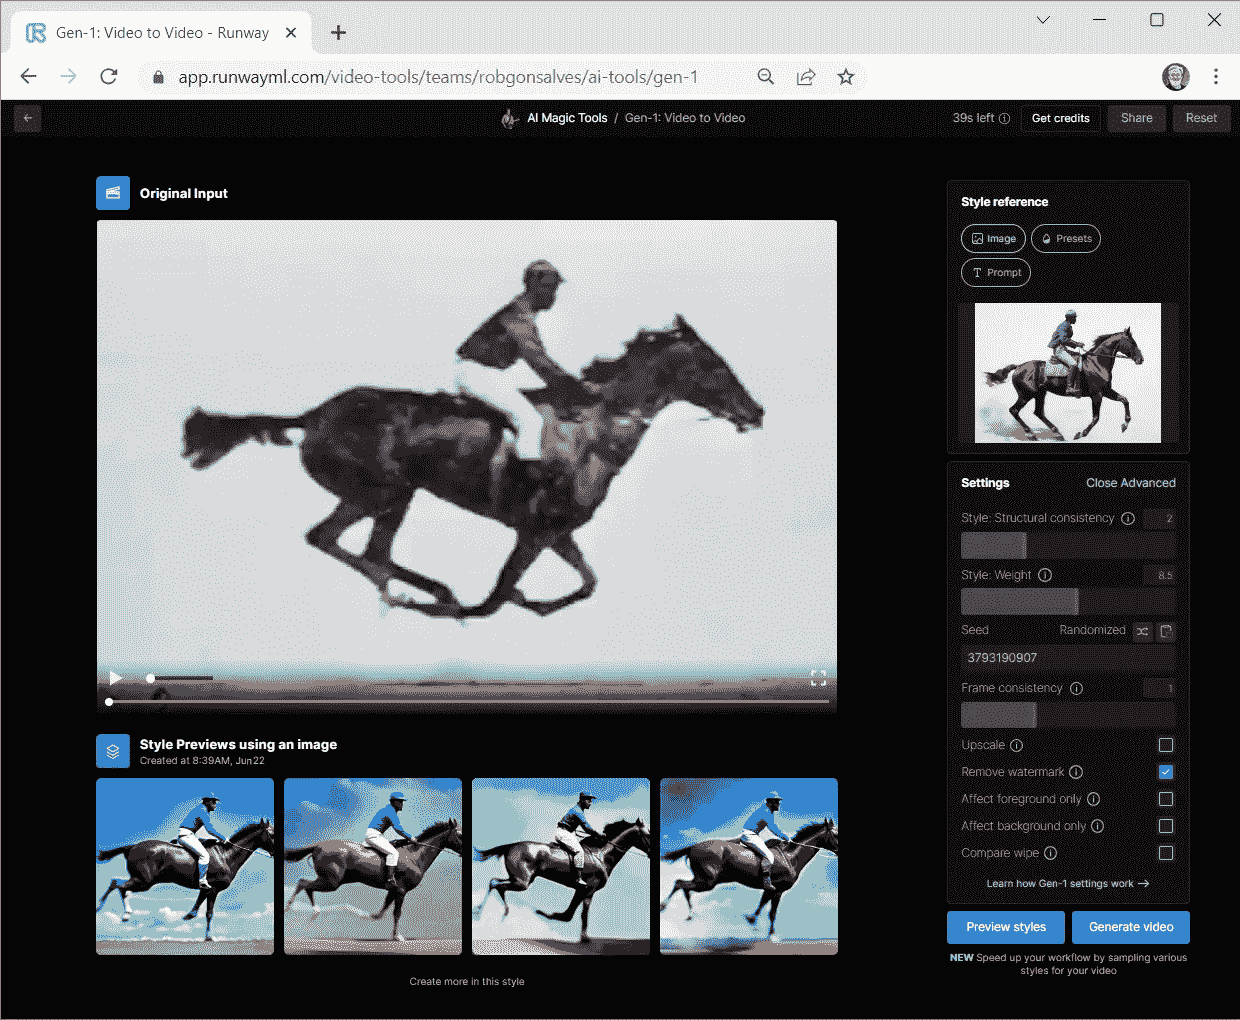 Gen-1: Video to Video - Runway
app.runwayml.com/video-tools/teams/robgonsalves/ai-tools/gen-1
AI Magic Tools / Gen-1: Video to Video
39s left
Get credits
Share
Reset
Original Input
Style Previews using an image
Created at 8:39AM, Jun22
Create more in this style
Style reference
Image
Presets
Prompt
Settings
Close Advanced
Style: Structural consistency
2
Style: Weight
8.5
Seed
Randomized
3793190907
Frame consistency
1
Upscale
Remove watermark
Affect foreground only
Affect background only
Compare wipe
Learn how Gen-1 settings work →
Preview styles
Generate video
NEW Speed up your workflow by sampling various
styles for your video